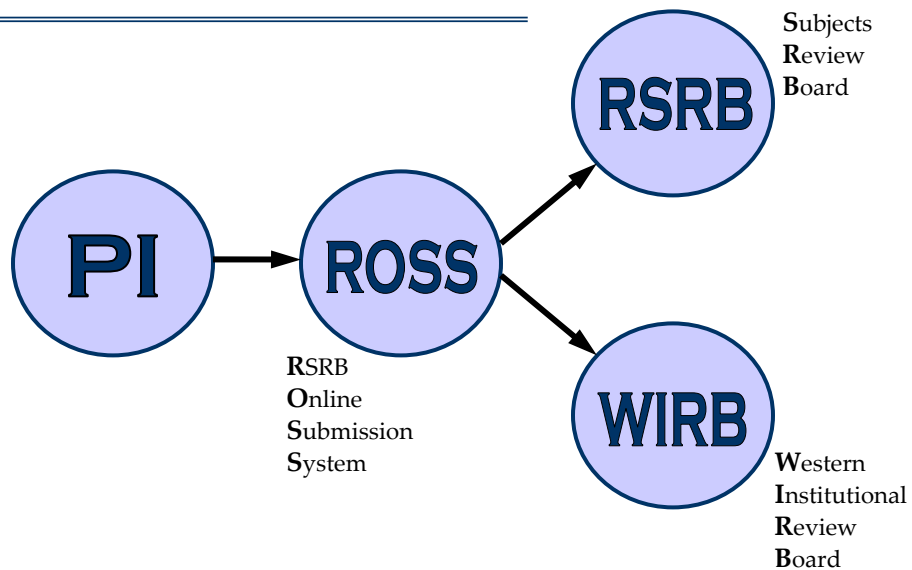 Subjects
Review
Board
RSRB
PI
ROSS
RSRB
Online
Submission
System
WIRB
Western
Institutional
Review
Board